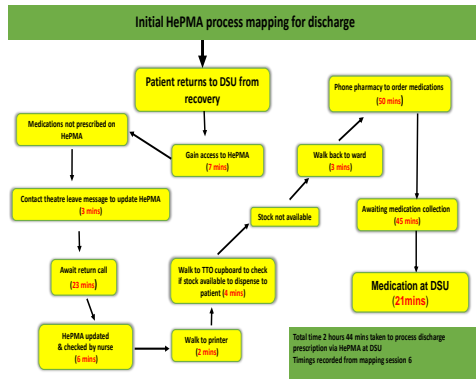 Initial HePMA process mapping for discharge
Patient returns to DSU from
recovery
Gain access to HePMA
(7 mins)
Medications not prescribed on
HePMA
Contact theatre leave message to update HePMA
(3 mins)
Await return call
(23 mins)
HePMA updated
& checked by nurse
(6 mins)
Walk to printer
(2 mins)
Walk to TTO cupboard to check
if stock available to dispense to
patient (4 mins)
Stock not available
Walk back to ward
(3 mins)
Phone pharmacy to order medications
(50 mins)
Awaiting medication collection
(45 mins)
Medication at DSU
(21mins)
Total time 2 hours 44 mins taken to process discharge
prescription via HePMA at DSU
Timings recorded from mapping session 6